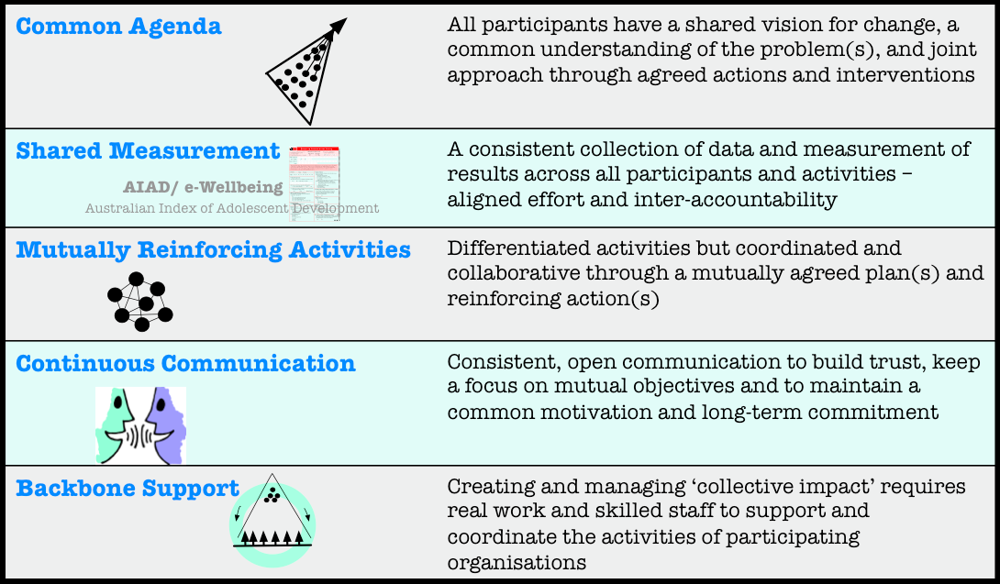 Common Agenda
All participants have a shared vision for change, a
common understanding of the problem(s), and joint
approach through agreed actions and interventions
Shared Measurement
AIAD/ e-Wellbeing
Australian Index of Adolescent Development
A consistent collection of data and measurement of
results across all participants and activities –
aligned effort and inter-accountability
Mutually Reinforcing Activities
Differentiated activities but coordinated and
collaborative through a mutually agreed plan(s) and
reinforcing action(s)
Continuous Communication
Consistent, open communication to build trust, keep
a focus on mutual objectives and to maintain a
common motivation and long-term commitment
Backbone Support
Creating and managing ‘collective impact’ requires
real work and skilled staff to support and
coordinate the activities of participating
organisations